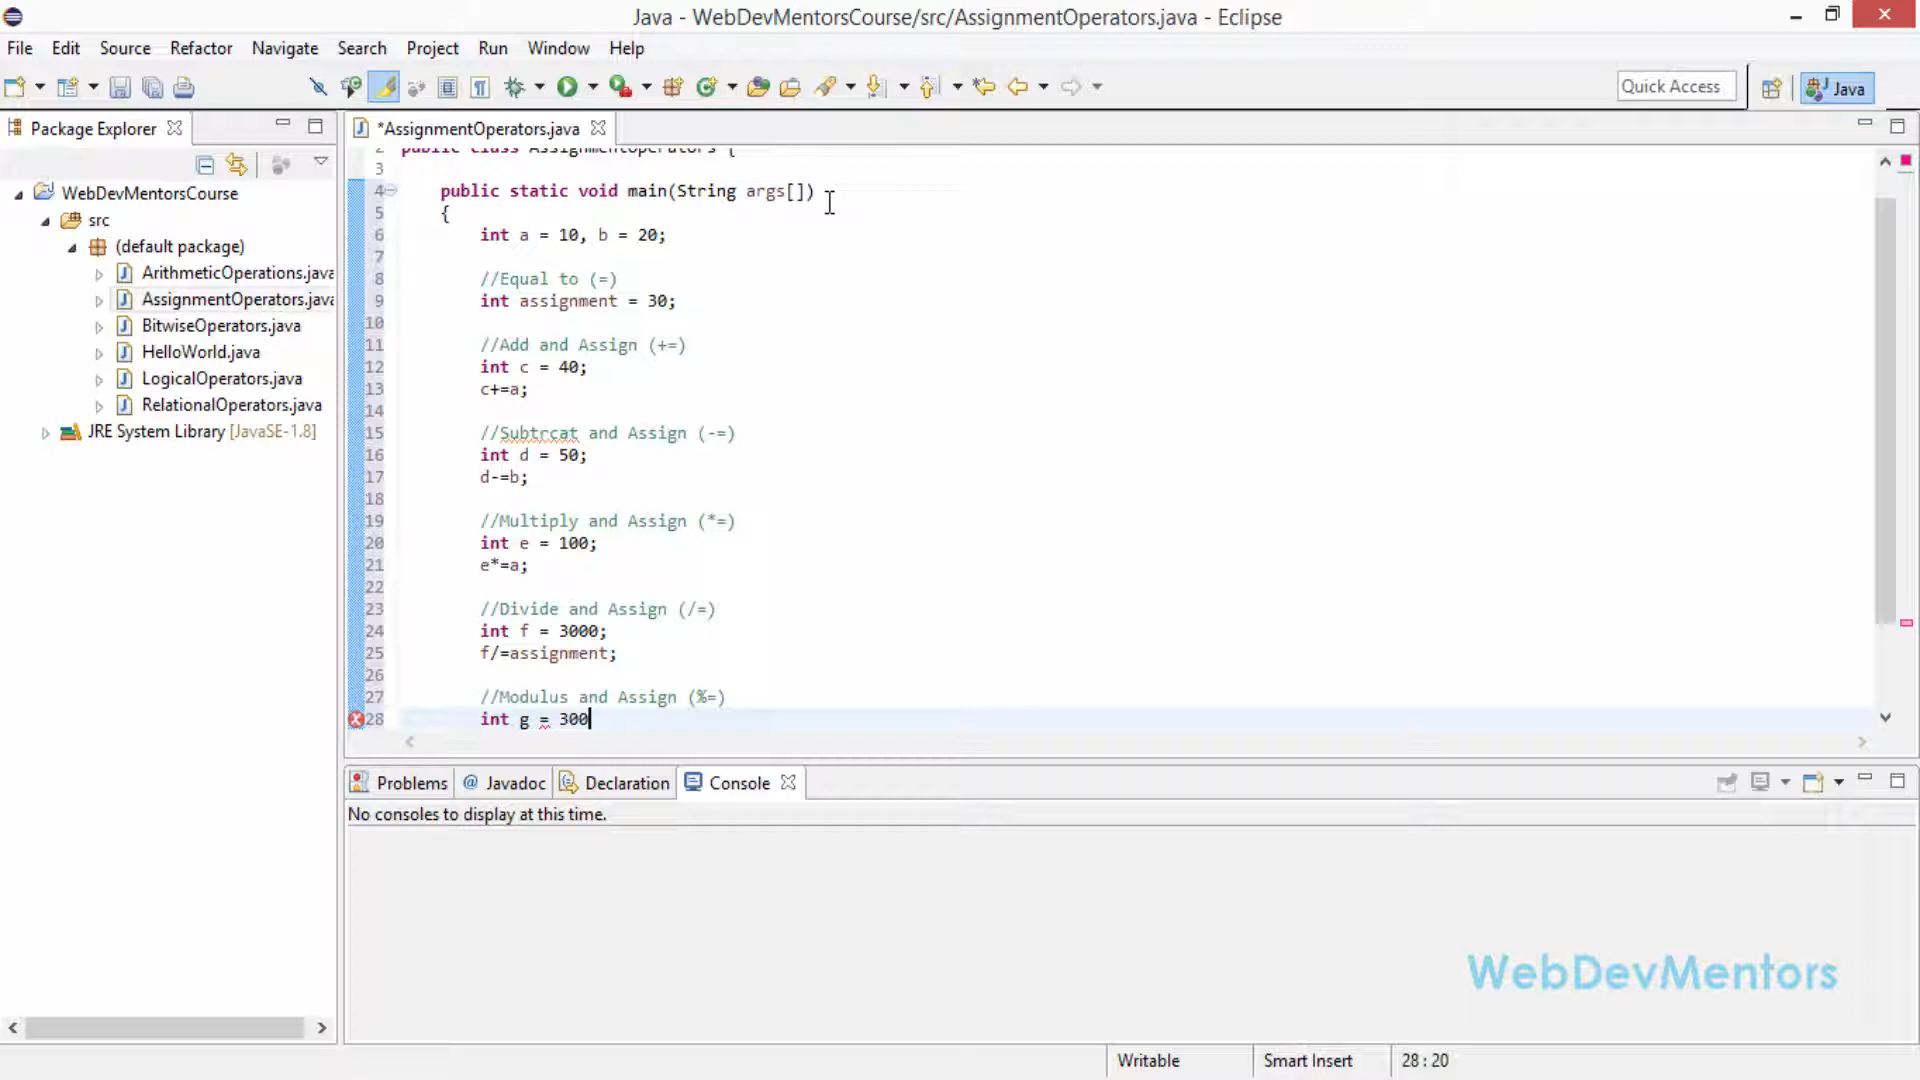 Java - WebDevMentorsCourse/src/AssignmentOperators.java - Eclipse
File Edit Source Refactor Navigate Search Project Run Window Help
Quick Access Java
Package Explorer
WebDevMentorsCourse
src
(default package)
ArithmeticOperations.java
AssignmentOperators.java
BitwiseOperators.java
HelloWorld.java
LogicalOperators.java
RelationalOperators.java
JRE System Library [JavaSE-1.8]
*AssignmentOperators.java
2 public class AssignmentOperators {
3
4 public static void main(String args[])
5 {
6 int a = 10, b = 20;
7
8 //Equal to (=)
9 int assignment = 30;
10
11 //Add and Assign (+=)
12 int c = 40;
13 c+=a;
14
15 //Subtrcat and Assign (-=)
16 int d = 50;
17 d-=b;
18
19 //Multiply and Assign (*=)
20 int e = 100;
21 e*=a;
22
23 //Divide and Assign (/=)
24 int f = 3000;
25 f/=assignment;
26
27 //Modulus and Assign (%=)
28 int g = 300
Problems @ Javadoc Declaration Console
No consoles to display at this time.
WebDevMentors
Writable Smart Insert 28 : 20